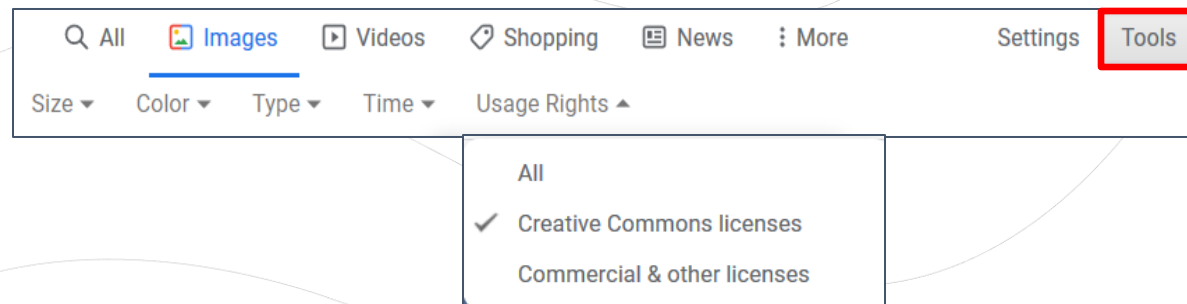 All Images Videos Shopping News More Settings Tools
Size Color Type Time Usage Rights
All
Creative Commons licenses
Commercial & other licenses